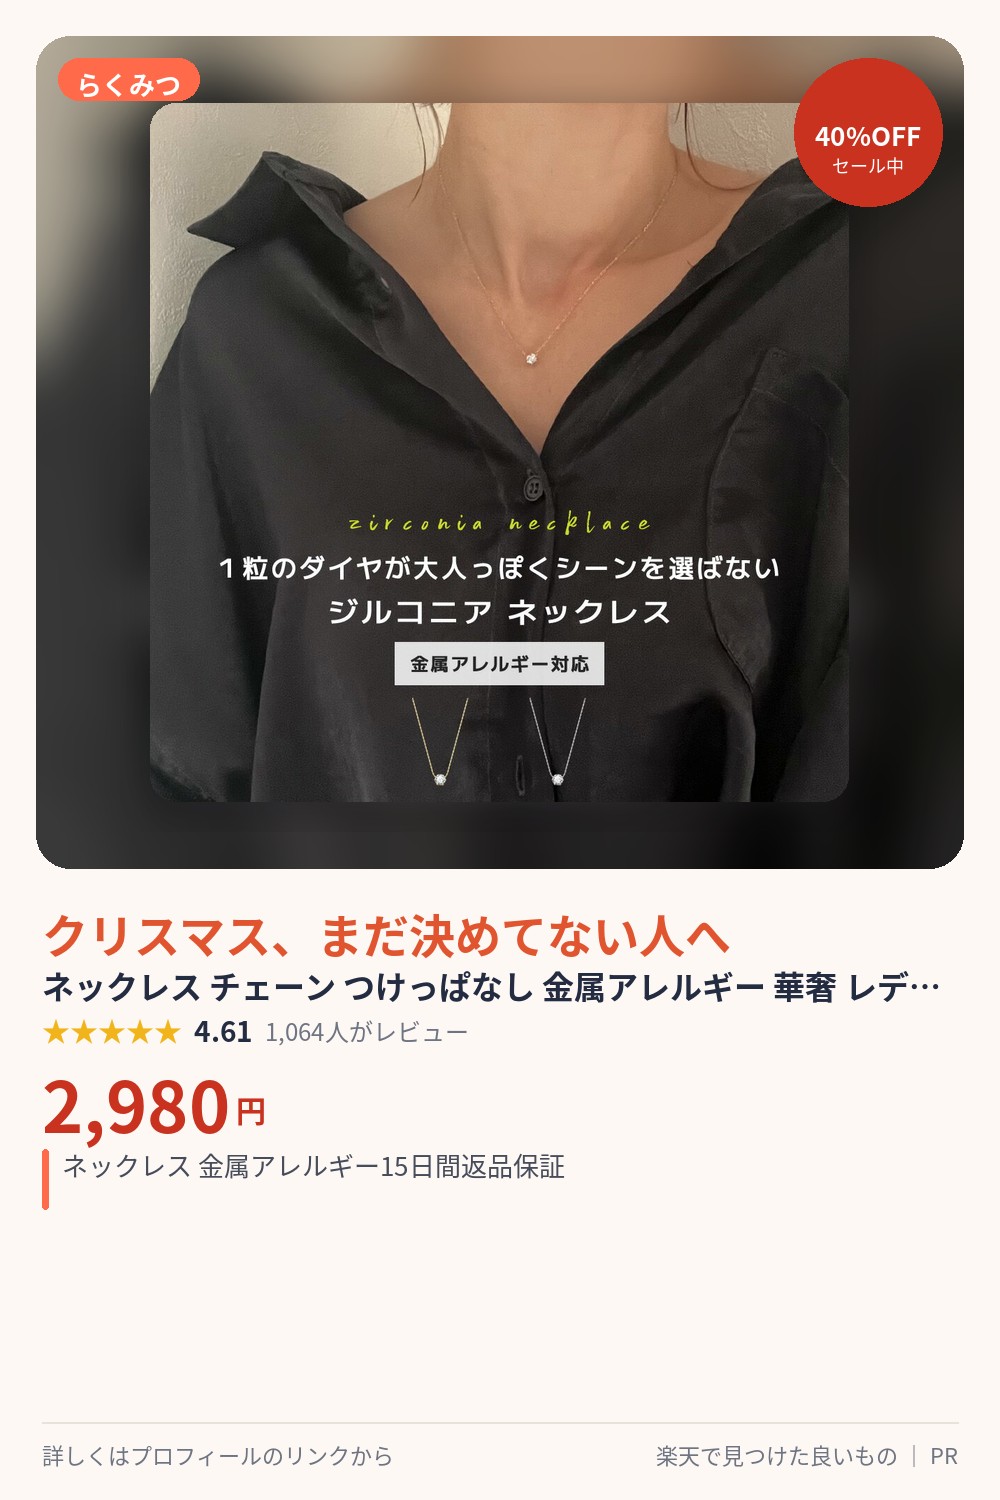 らくみつ
40%OFF
セール中
zirconia necklace
1粒のダイヤが大人っぽくシーンを選ばない
ジルコニア ネックレス
金属アレルギー対応
クリスマス、まだ決めてない人へ
ネックレス チェーン つけっぱなし 金属アレルギー 華奢 レデ…
★★★★★ 4.61 1,064人がレビュー
2,980円
ネックレス 金属アレルギー15日間返品保証
詳しくはプロフィールのリンクから
楽天で見つけた良いもの｜PR